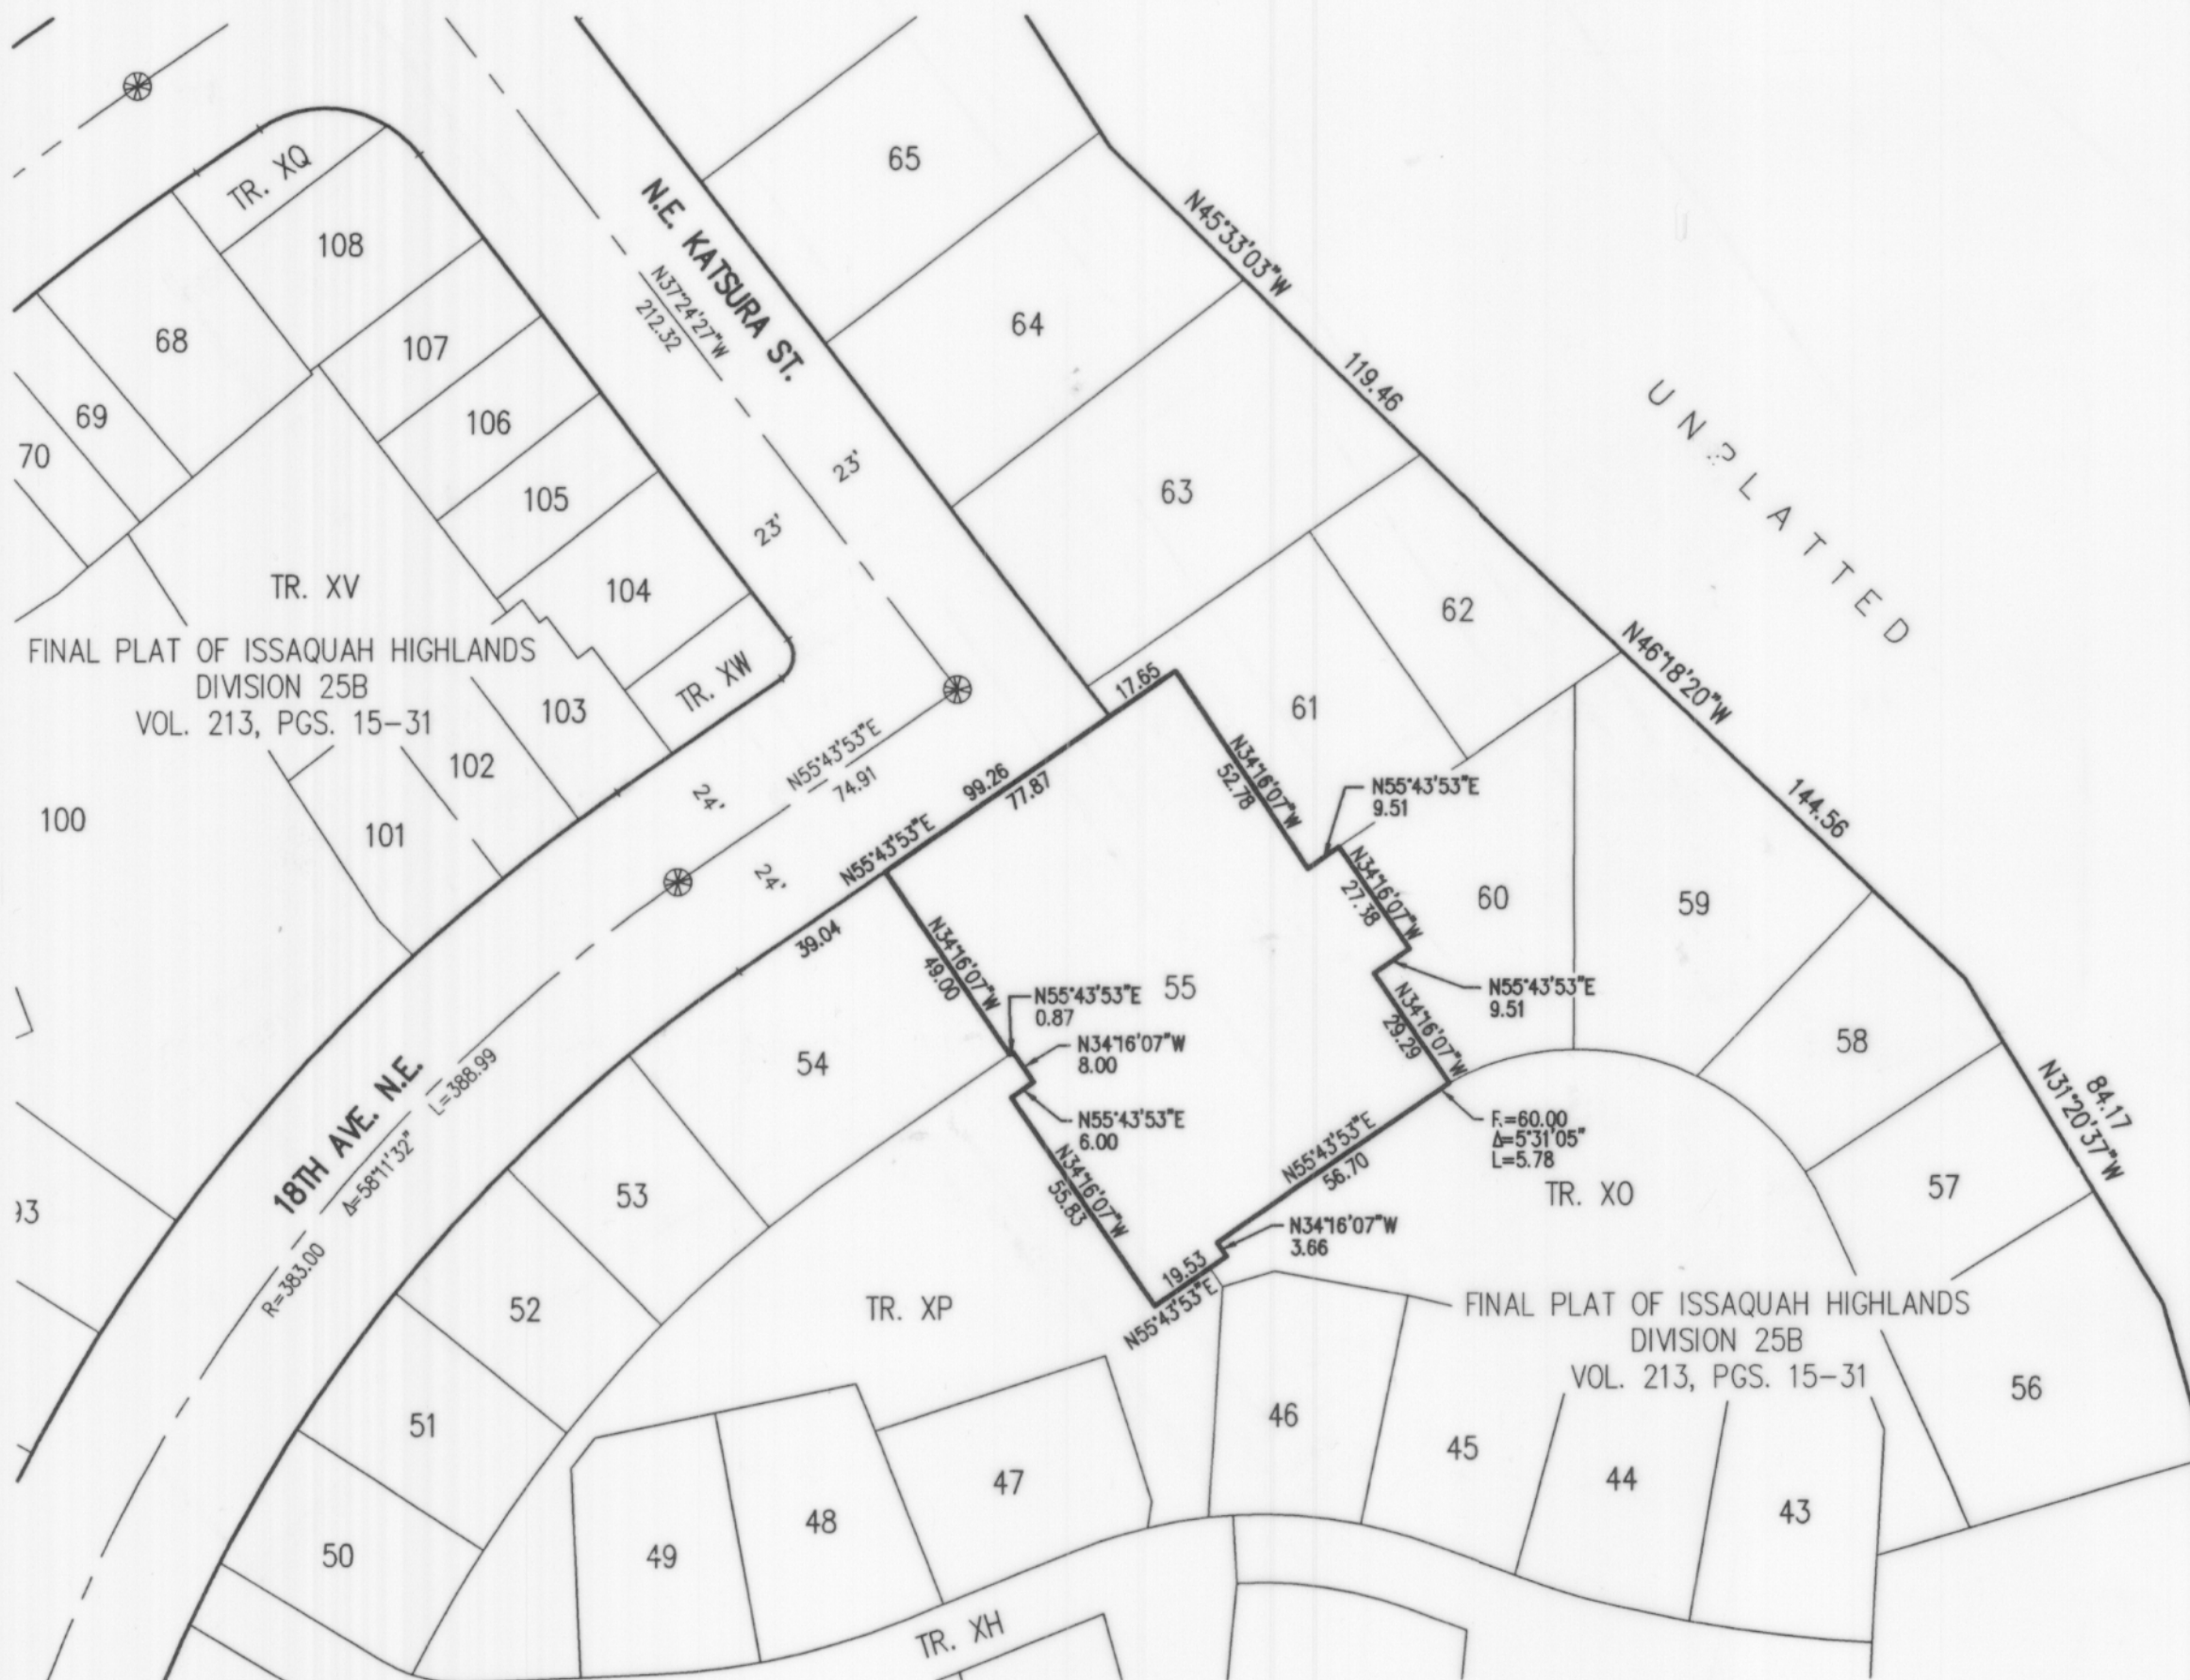 TR. XQ
108
68
107
69
106
70
105
TR. XV
104
FINAL PLAT OF ISSAQUAH HIGHLANDS
DIVISION 25B
VOL. 213, PGS. 15-31
103
TR. XW
102
101
100
N.E. KATSURA ST.
N37°24'27"W
212.32
23'
23'
65
64
63
62
61
60
59
58
57
56
N45°33'03"W
119.46
UNPLATTED
N46°18'20"W
144.56
84.17
N31°20'37"W
17.65
N55°43'53"E
74.91
24'
24'
99.26
77.87
N55°43'53"E
39.04
N34°16'07"W
52.78
N55°43'53"E
9.51
N34°16'07"W
27.38
N55°43'53"E
9.51
N34°16'07"W
29.29
N34°16'07"W
49.00
55
N55°43'53"E
0.87
N34°16'07"W
8.00
N55°43'53"E
6.00
N34°16'07"W
55.83
N55°43'53"E
56.70
N34°16'07"W
3.66
19.53
N55°43'53"E
Δ=5°31'05"
L=5.78
TR. XO
54
53
52
51
50
18TH AVE. N.E.
L=388.99
Δ=58°11'32"
R=383.00
TR. XP
FINAL PLAT OF ISSAQUAH HIGHLANDS
DIVISION 25B
VOL. 213, PGS. 15-31
49
48
47
46
45
44
43
TR. XH